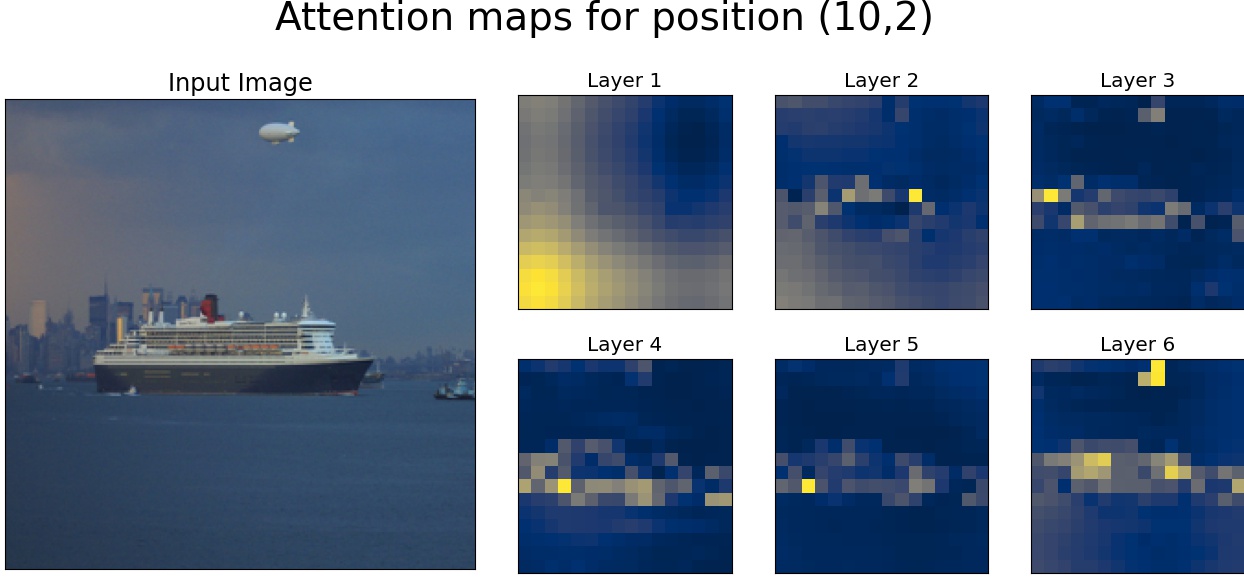 Attention maps for position (10,2)
Input Image
Layer 1
Layer 2
Layer 3
Layer 4
Layer 5
Layer 6